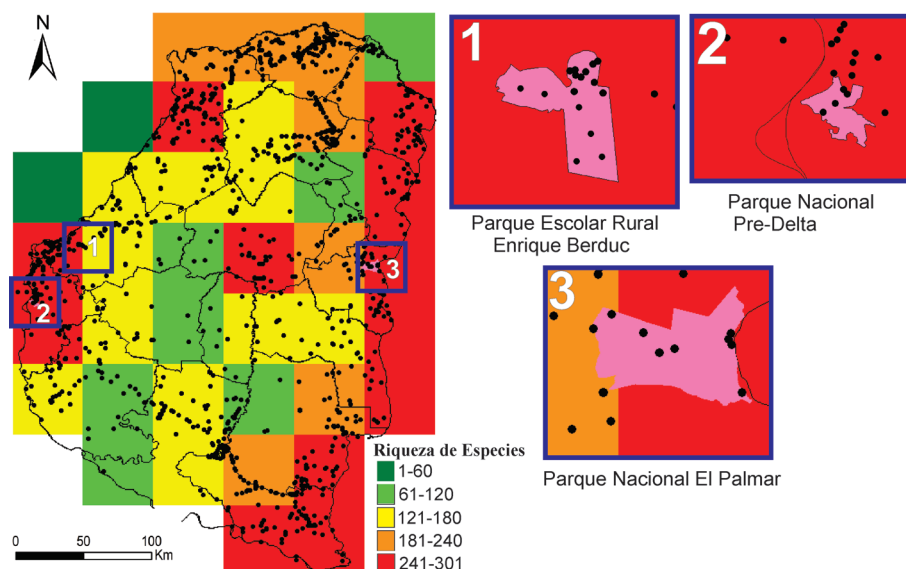 N
1
2
3
1
Parque Escolar Rural
Enrique Berduc
2
Parque Nacional
Pre-Delta
3
Parque Nacional El Palmar
Riqueza de Especies
1-60
61-120
121-180
181-240
241-301
0 50 100
Km